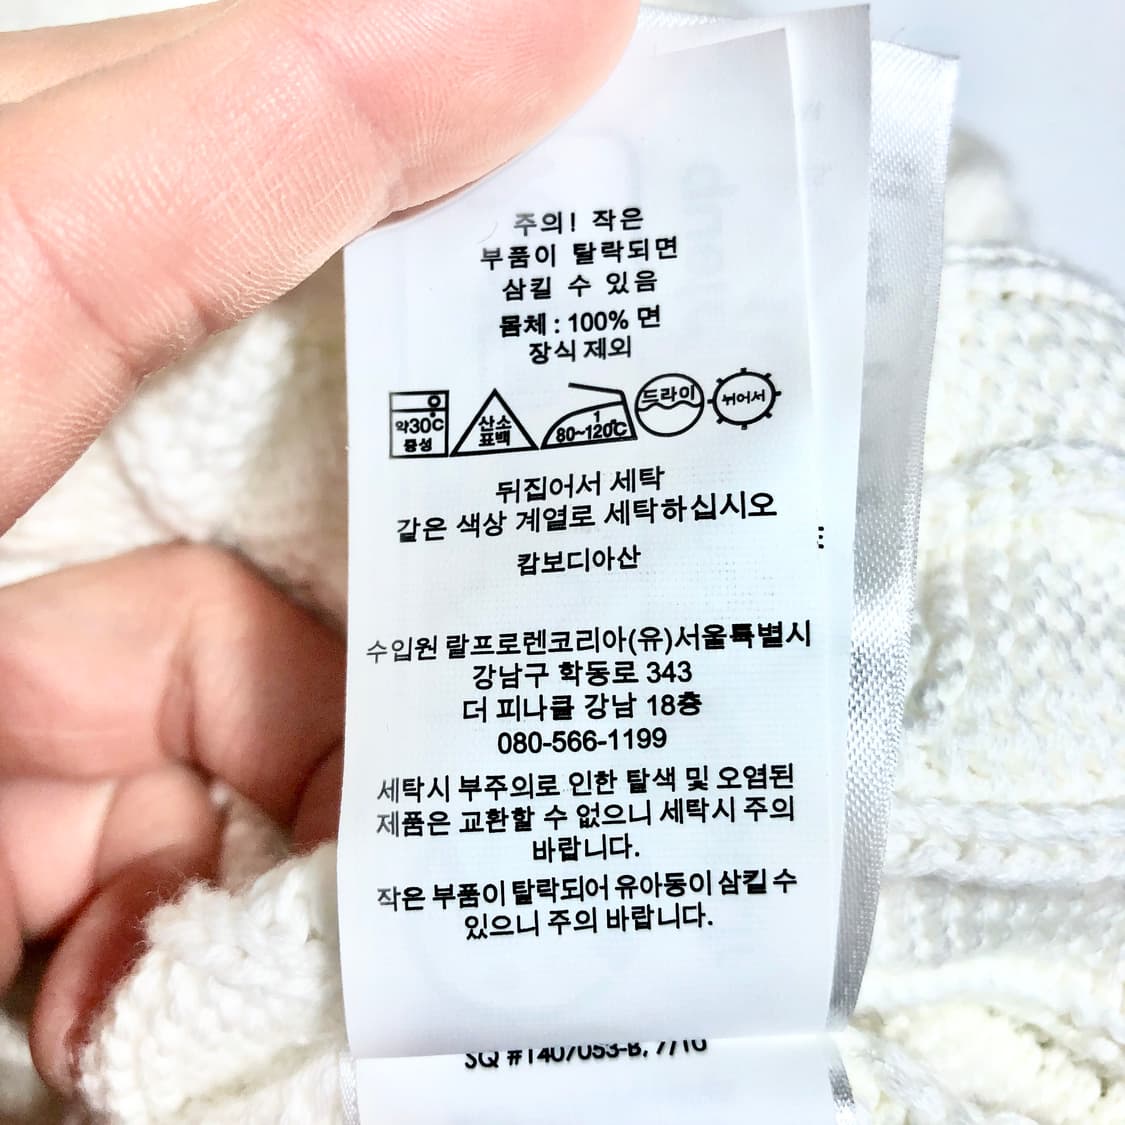 주의! 작은
부품이 탈락되면
삼킬 수 있음
몸체 : 100% 면
장식 제외
약30℃
중성
산소
표백
1
80~120℃
드라이
뉘어서
뒤집어서 세탁
같은 색상 계열로 세탁하십시오
캄보디아산
수입원 랄프로렌코리아(유)서울특별시
강남구 학동로 343
더 피나클 강남 18층
080-566-1199
세탁시 부주의로 인한 탈색 및 오염된
제품은 교환할 수 없으니 세탁시 주의
바랍니다.
작은 부품이 탈락되어 유아동이 삼킬 수
있으니 주의 바랍니다.
SQ #1407053-B,